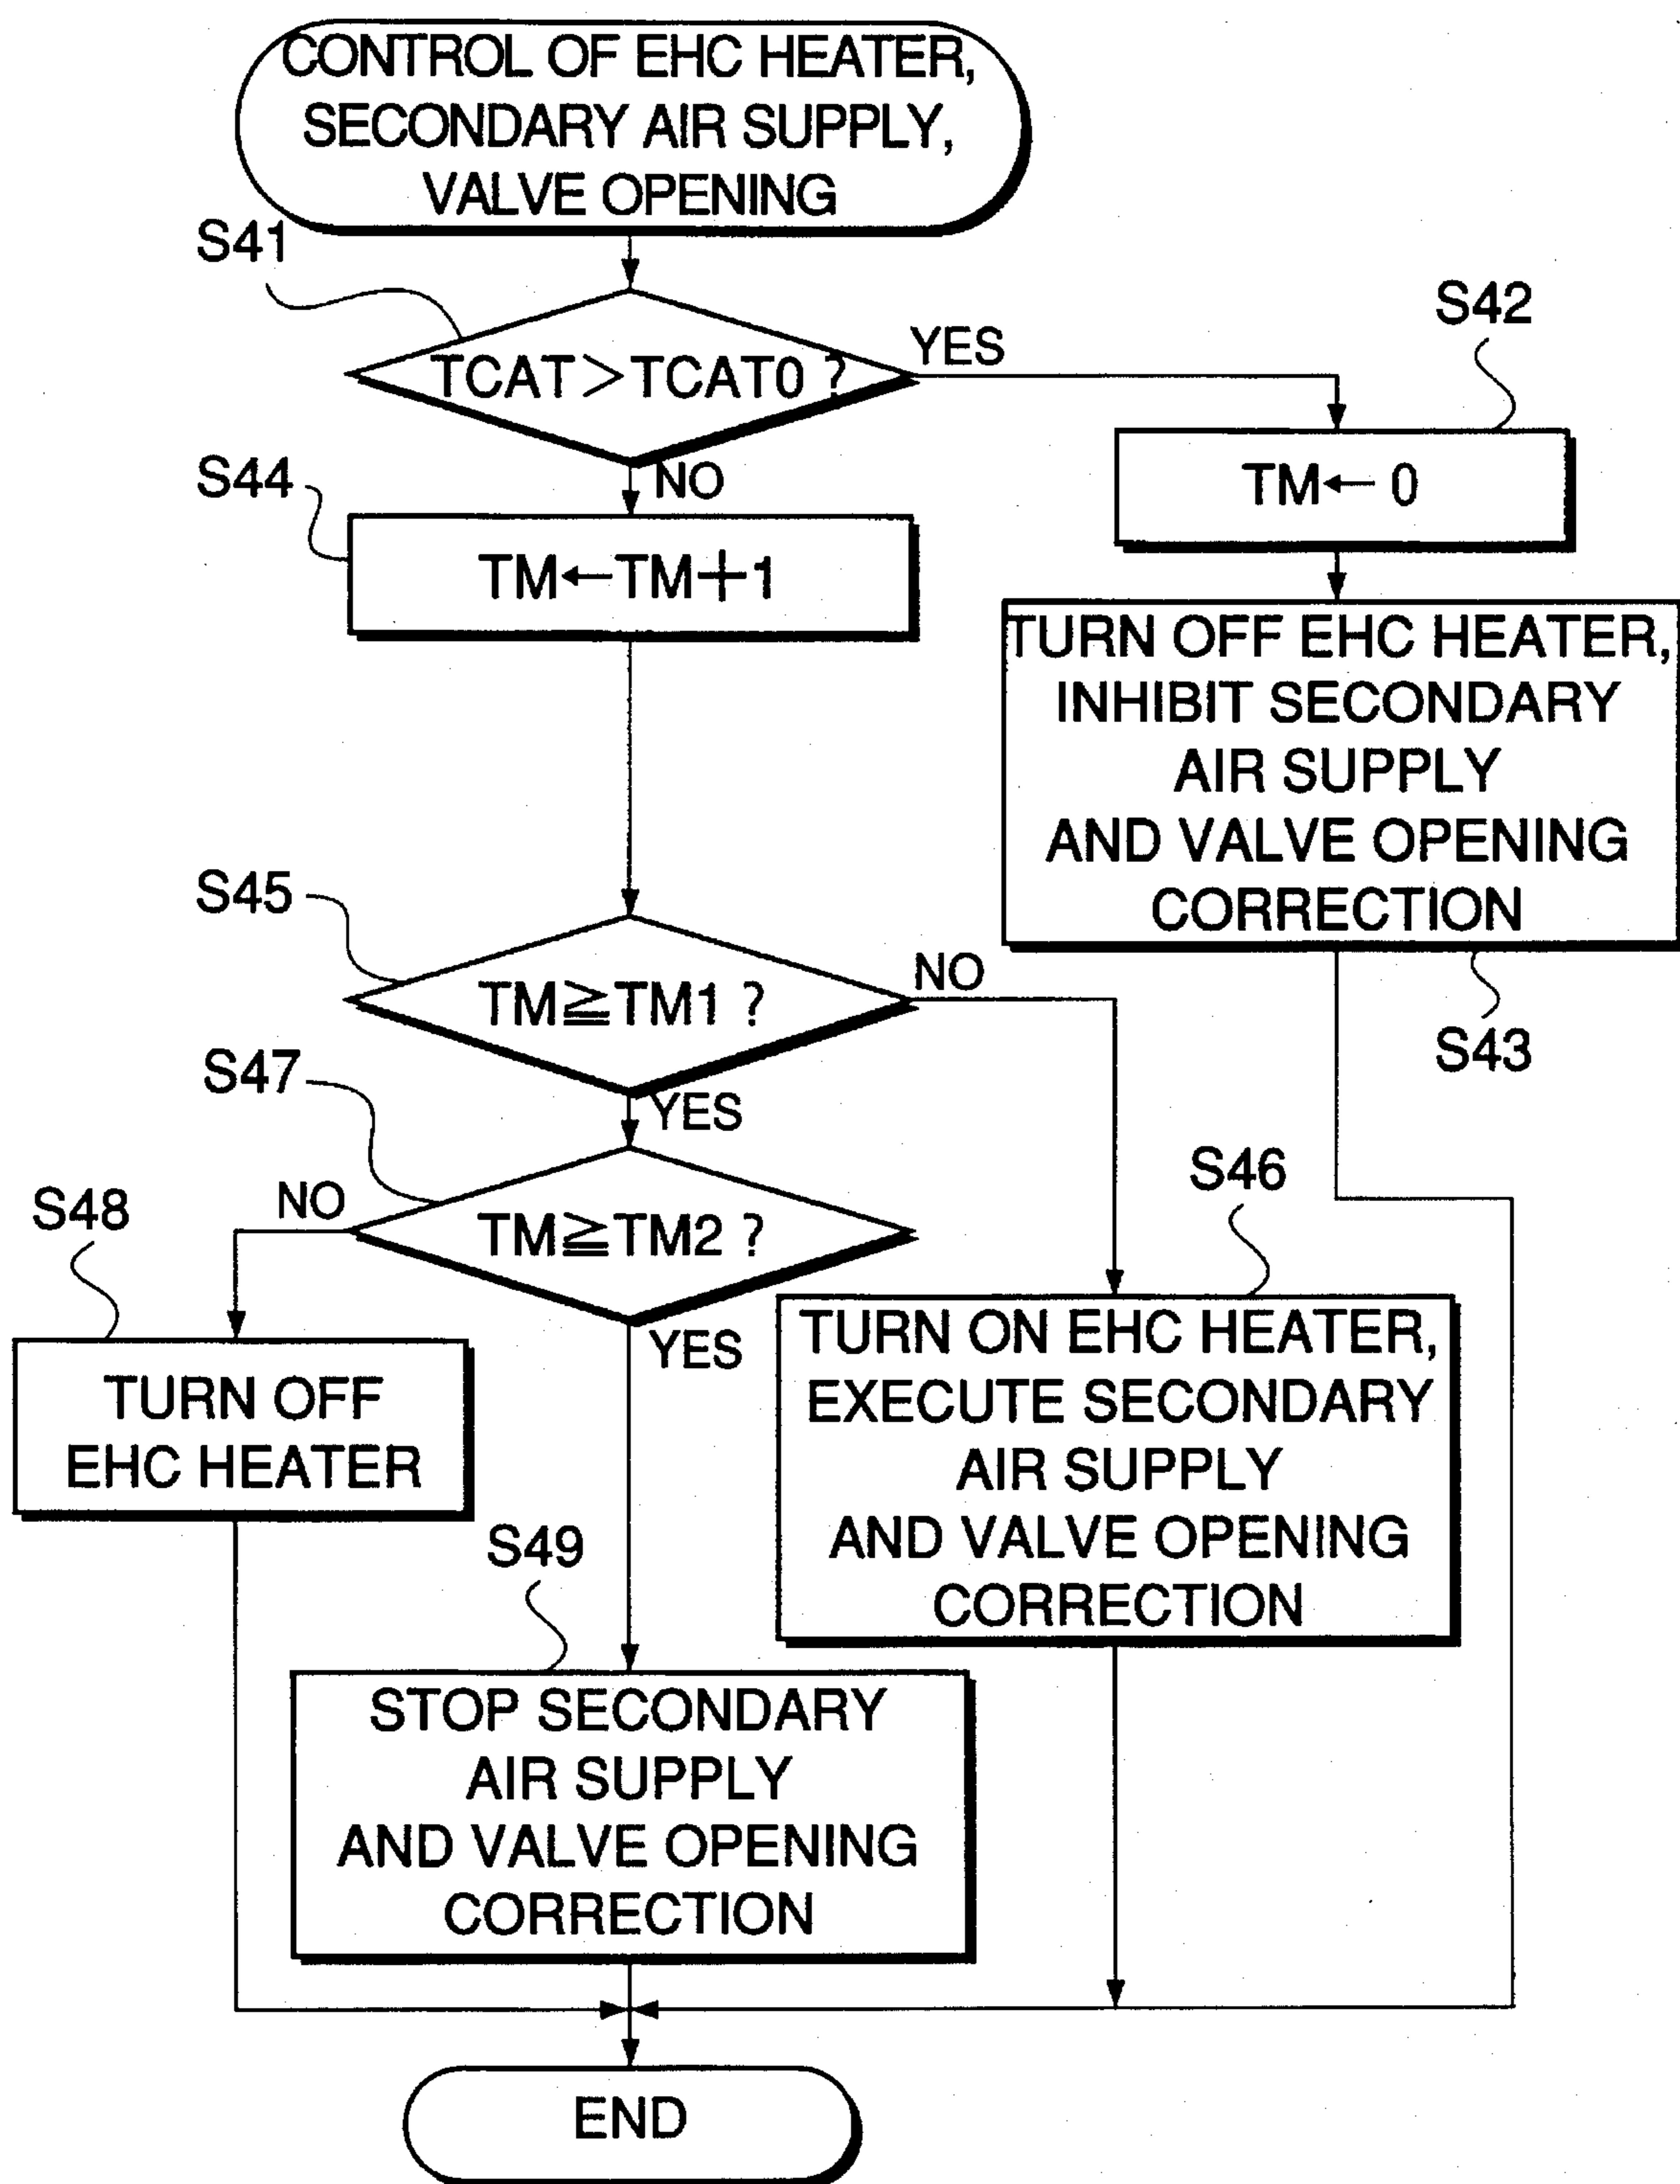 CONTROL OF EHC HEATER,
SECONDARY AIR SUPPLY,
VALVE OPENING
S41
TCAT>TCAT0 ?
YES
S42
TM←0
NO
S44
TM←TM+1
TURN OFF EHC HEATER,
INHIBIT SECONDARY
AIR SUPPLY
AND VALVE OPENING
CORRECTION
S43
S45
TM≧TM1 ?
NO
YES
S47
TM≧TM2 ?
NO
YES
S48
TURN OFF
EHC HEATER
S46
TURN ON EHC HEATER,
EXECUTE SECONDARY
AIR SUPPLY
AND VALVE OPENING
CORRECTION
S49
STOP SECONDARY
AIR SUPPLY
AND VALVE OPENING
CORRECTION
END